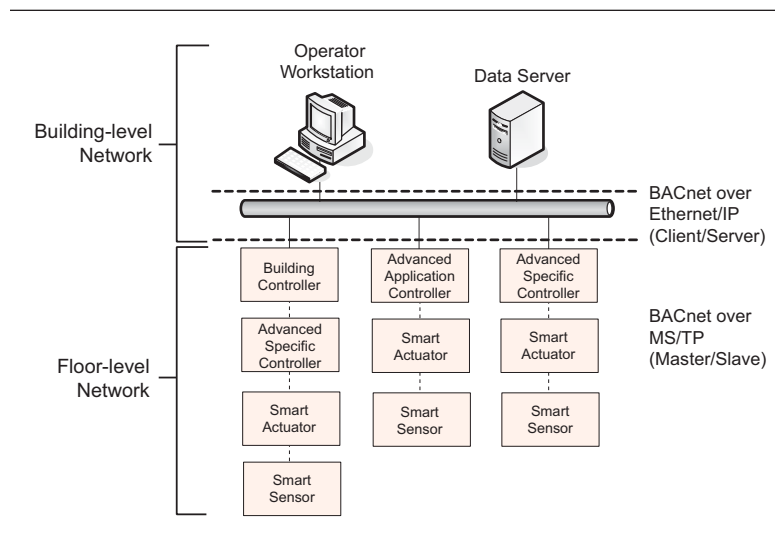 Operator
Workstation
Data Server
Building-level
Network
BACnet over
Ethernet/IP
(Client/Server)
Building
Controller
Advanced
Application
Controller
Advanced
Specific
Controller
Advanced
Specific
Controller
Smart
Actuator
Smart
Actuator
BACnet over
MS/TP
(Master/Slave)
Floor-level
Network
Smart
Actuator
Smart
Sensor
Smart
Sensor
Smart
Sensor